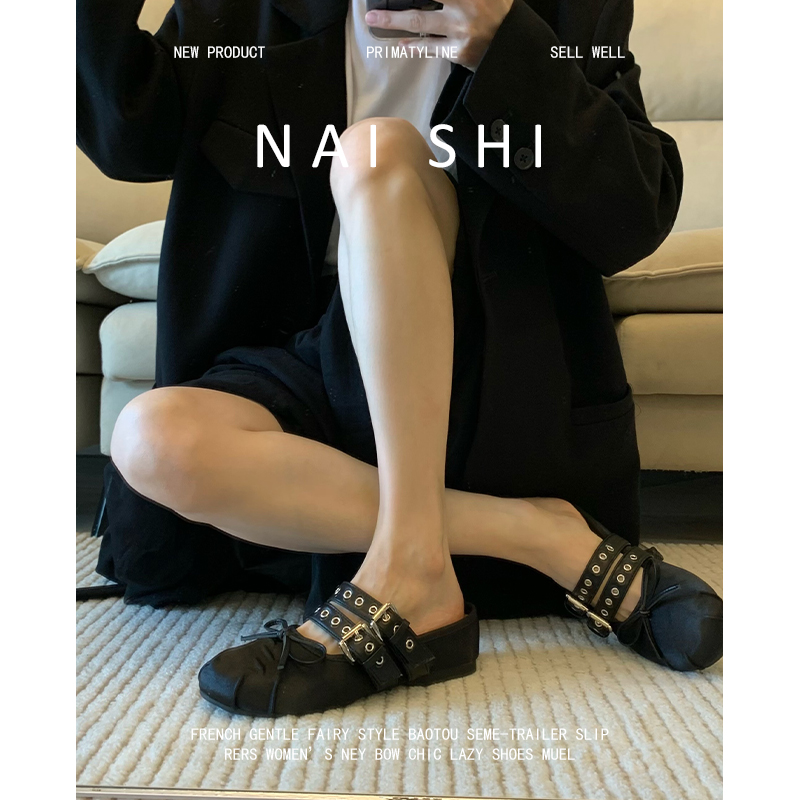 NEW PRODUCT PRIMATYLINE SELL WELL
NAI SHI
FRENCH GENTLE FAIRY STYLE BAOTOU SEME-TRAILER SLIP
RERS WOMEN'S NEY BOW CHIC LAZY SHOES MUEL